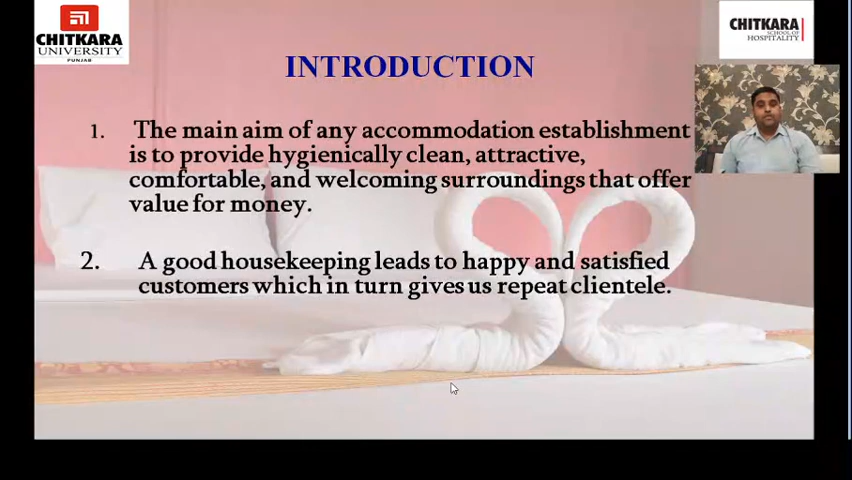 CHITKARA
UNIVERSITY
PUNJAB
CHITKARA
SCHOOL OF
HOSPITALITY
INTRODUCTION
1. The main aim of any accommodation establishment
is to provide hygienically clean, attractive,
comfortable, and welcoming surroundings that offer
value for money.
2. A good housekeeping leads to happy and satisfied
customers which in turn gives us repeat clientele.